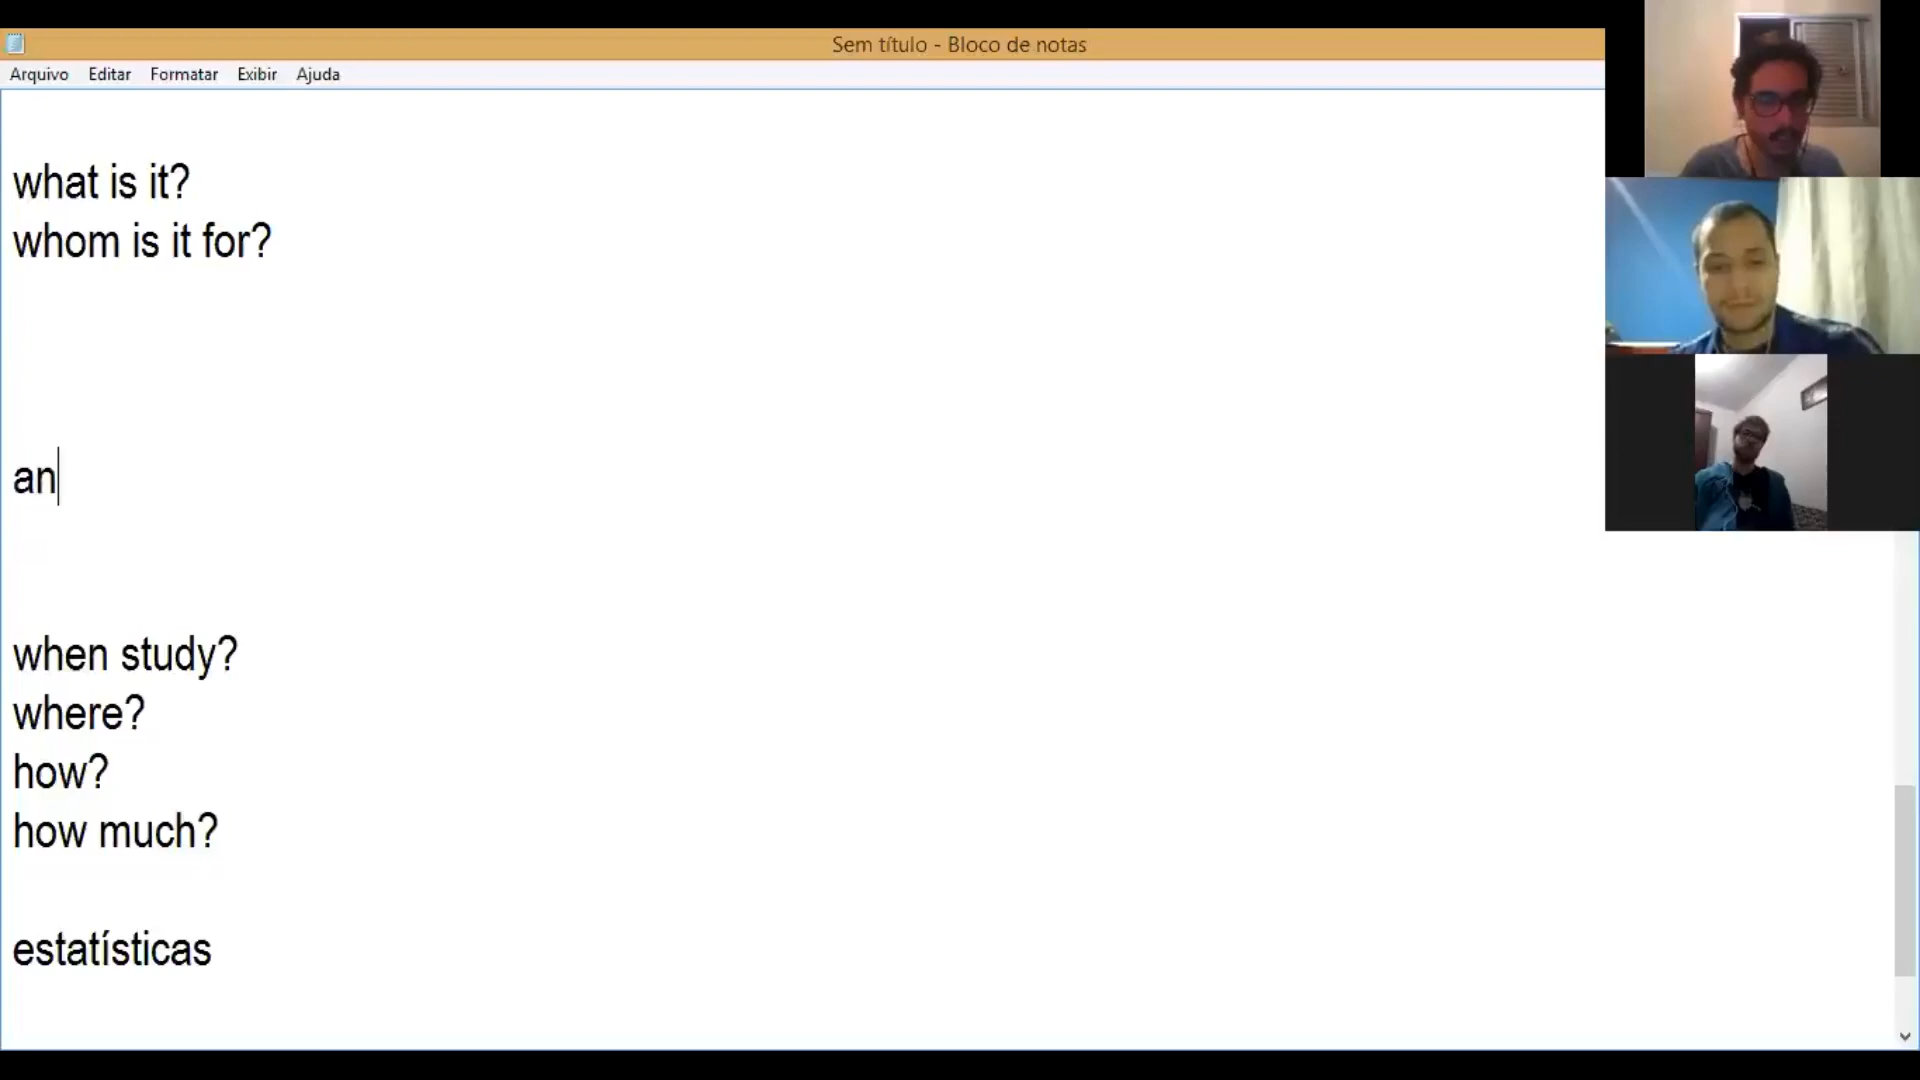 Sem título - Bloco de notas
Arquivo Editar Formatar Exibir Ajuda
what is it?
whom is it for?
an
when study?
where?
how?
how much?
estatísticas